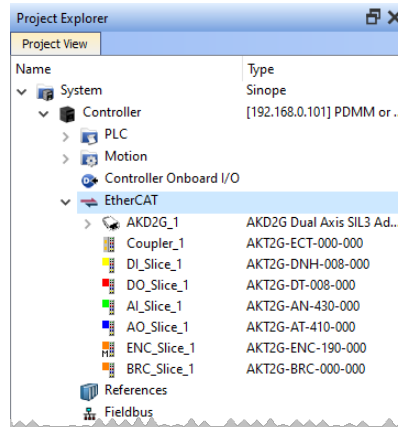 Project Explorer
Project View
Name Type
System Sinope
Controller [192.168.0.101] PDMM or ...
PLC
Motion
Controller Onboard I/O
EtherCAT
AKD2G_1 AKD2G Dual Axis SIL3 Ad...
Coupler_1 AKT2G-ECT-000-000
DI_Slice_1 AKT2G-DNH-008-000
DO_Slice_1 AKT2G-DT-008-000
AI_Slice_1 AKT2G-AN-430-000
AO_Slice_1 AKT2G-AT-410-000
ENC_Slice_1 AKT2G-ENC-190-000
BRC_Slice_1 AKT2G-BRC-000-000
References
Fieldbus